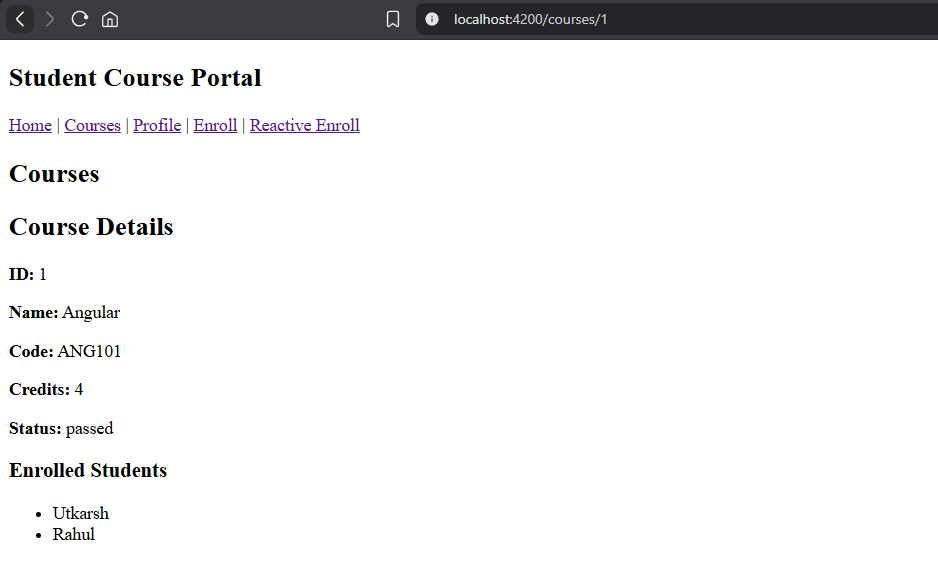 localhost:4200/courses/1
Student Course Portal
Home | Courses | Profile | Enroll | Reactive Enroll
Courses
Course Details
ID: 1
Name: Angular
Code: ANG101
Credits: 4
Status: passed
Enrolled Students
• Utkarsh
• Rahul